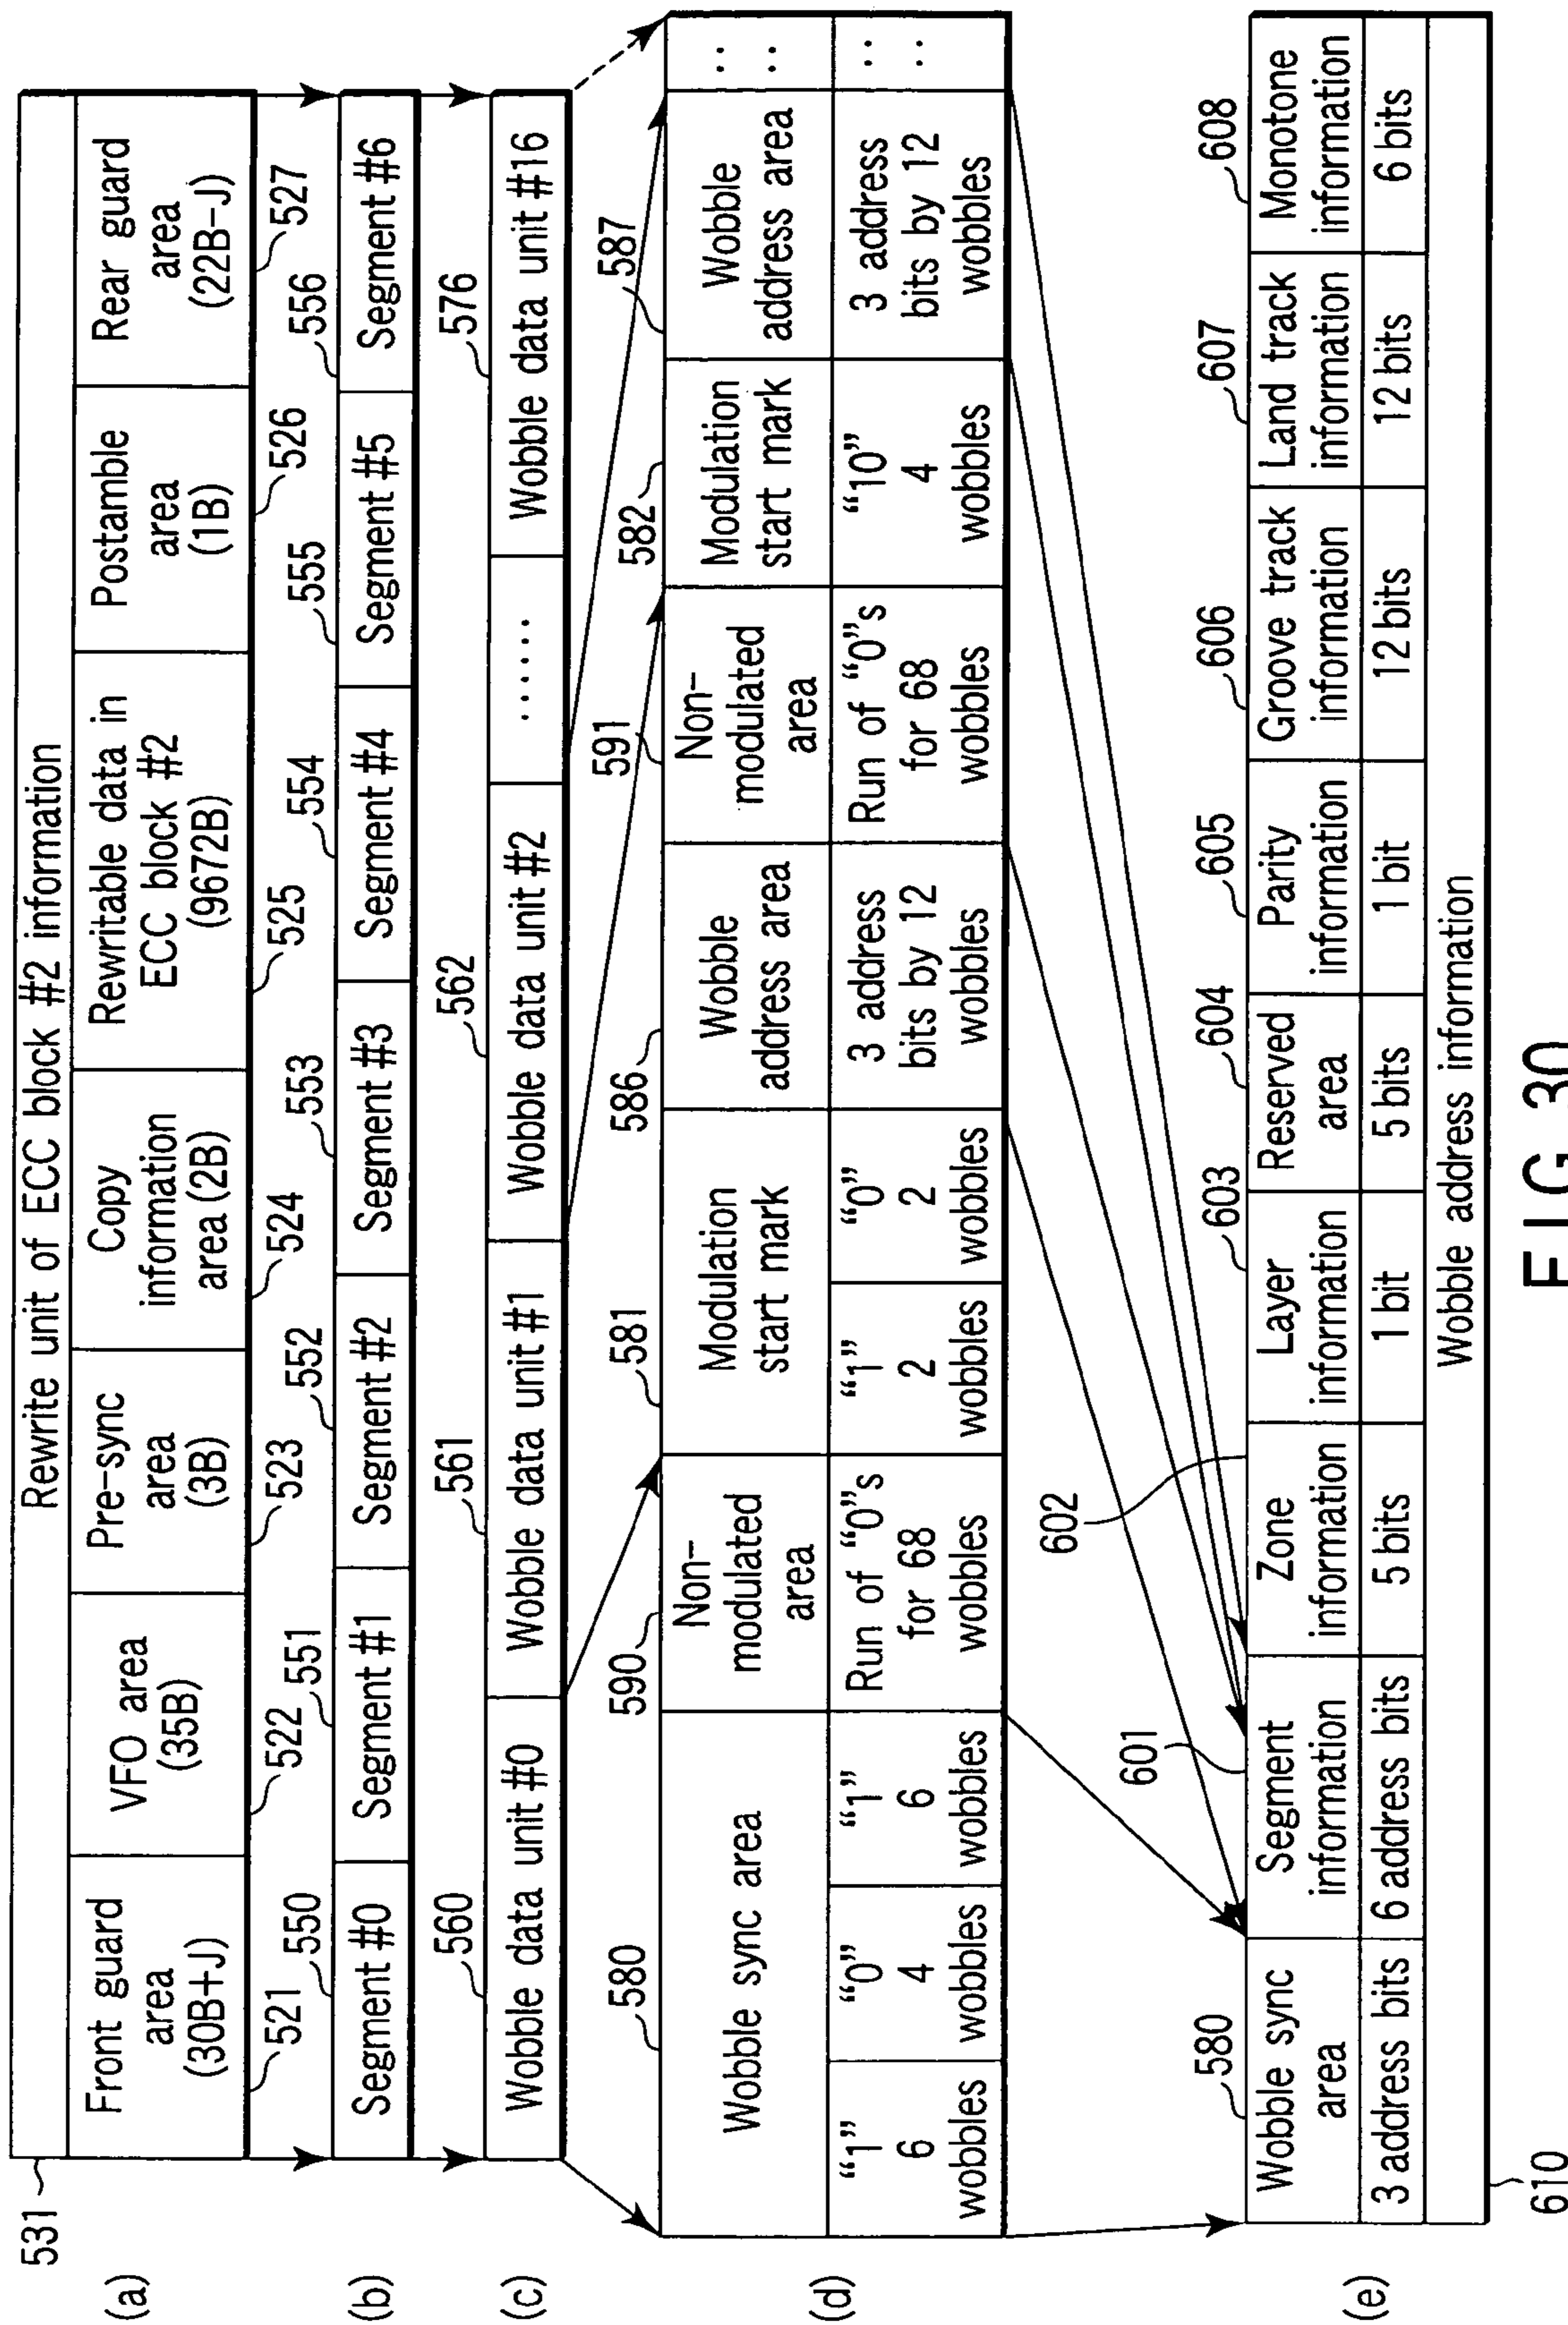 531
(a)
Rewrite unit of ECC block #2 information
Front guard
area
(30B+J)
VFO area
(35B)
Pre-sync
area
(3B)
Copy
information
area (2B)
Rewritable data in
ECC block #2
(9672B)
Postamble
area
(1B)
Rear guard
area
(22B-J)
521
522
523
524
525
526
527
550
551
552
553
554
555
556
(b)
Segment #0
Segment #1
Segment #2
Segment #3
Segment #4
Segment #5
Segment #6
560
561
562
576
(c)
Wobble data unit #0
Wobble data unit #1
Wobble data unit #2
......
Wobble data unit #16
580
590
581
586
591
582
587
(d)
Wobble sync area
Non-
modulated
area
Modulation
start mark
Wobble
address area
Non-
modulated
area
Modulation
start mark
Wobble
address area
: :
“1”
6
wobbles
“0”
4
wobbles
“1”
6
wobbles
Run of “0”s
for 68
wobbles
“1”
2
wobbles
“0”
2
wobbles
3 address
bits by 12
wobbles
Run of “0”s
for 68
wobbles
“10”
4
wobbles
3 address
bits by 12
wobbles
: :
580
601
602
603
604
605
606
607
608
(e)
Wobble sync
area
Segment
information
Zone
information
Layer
information
Reserved
area
Parity
information
Groove track
information
Land track
information
Monotone
information
3 address bits
6 address bits
5 bits
1 bit
5 bits
1 bit
12 bits
12 bits
6 bits
Wobble address information
610
FIG. 30